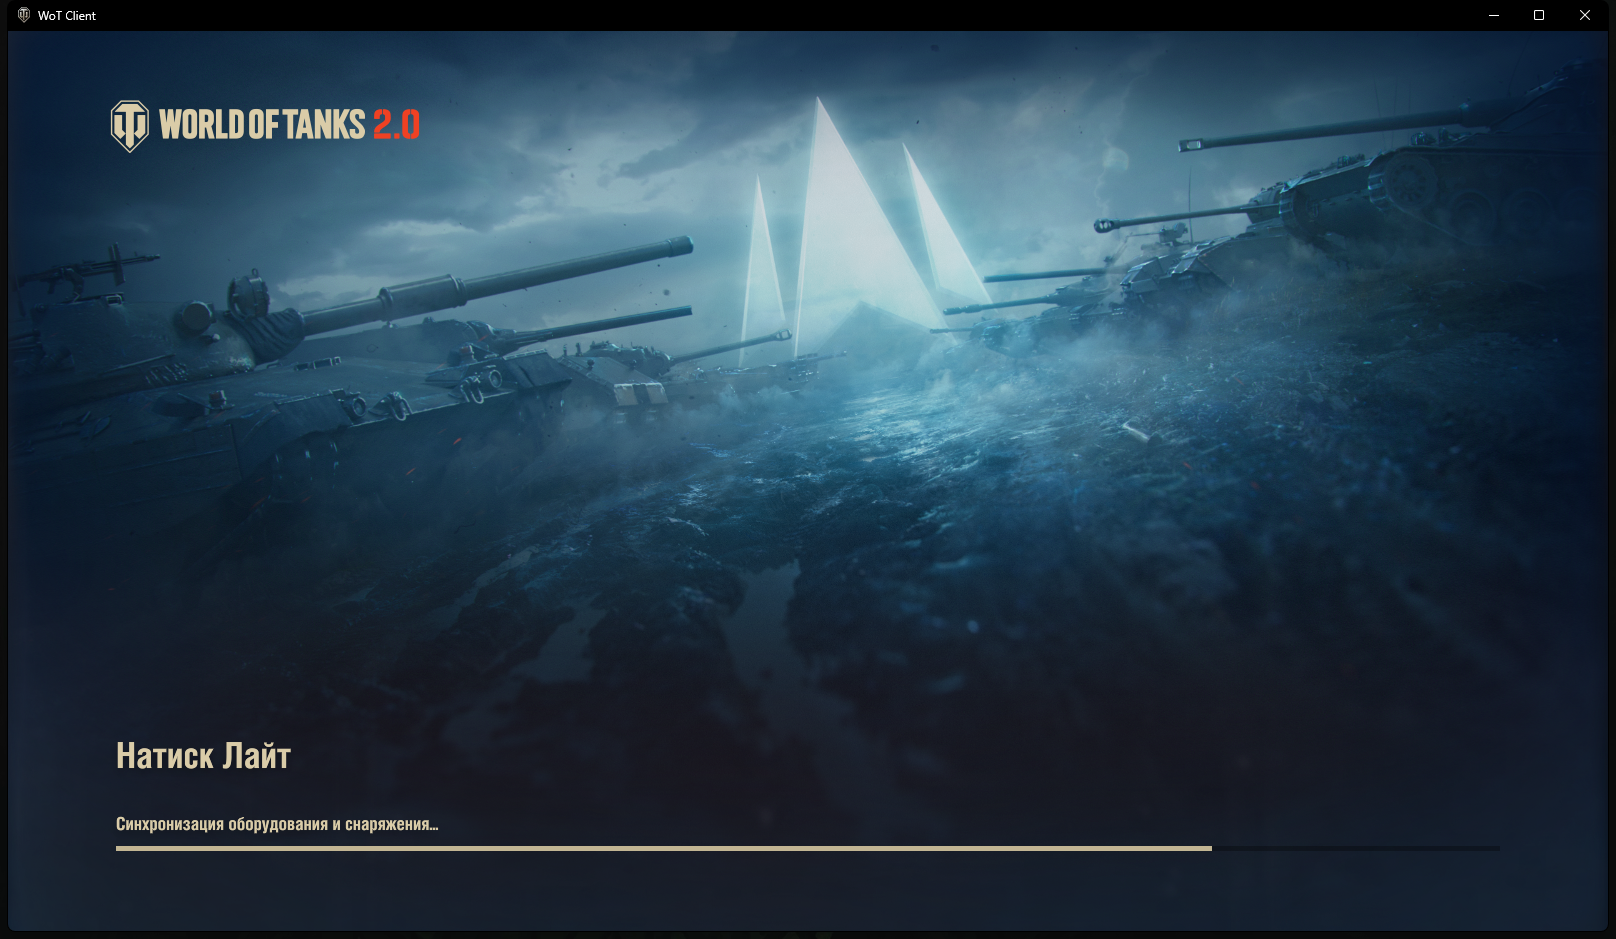 WoT Client
WORLD OF TANKS 2.0
Натиск Лайт
Синхронизация оборудования и снаряжения...